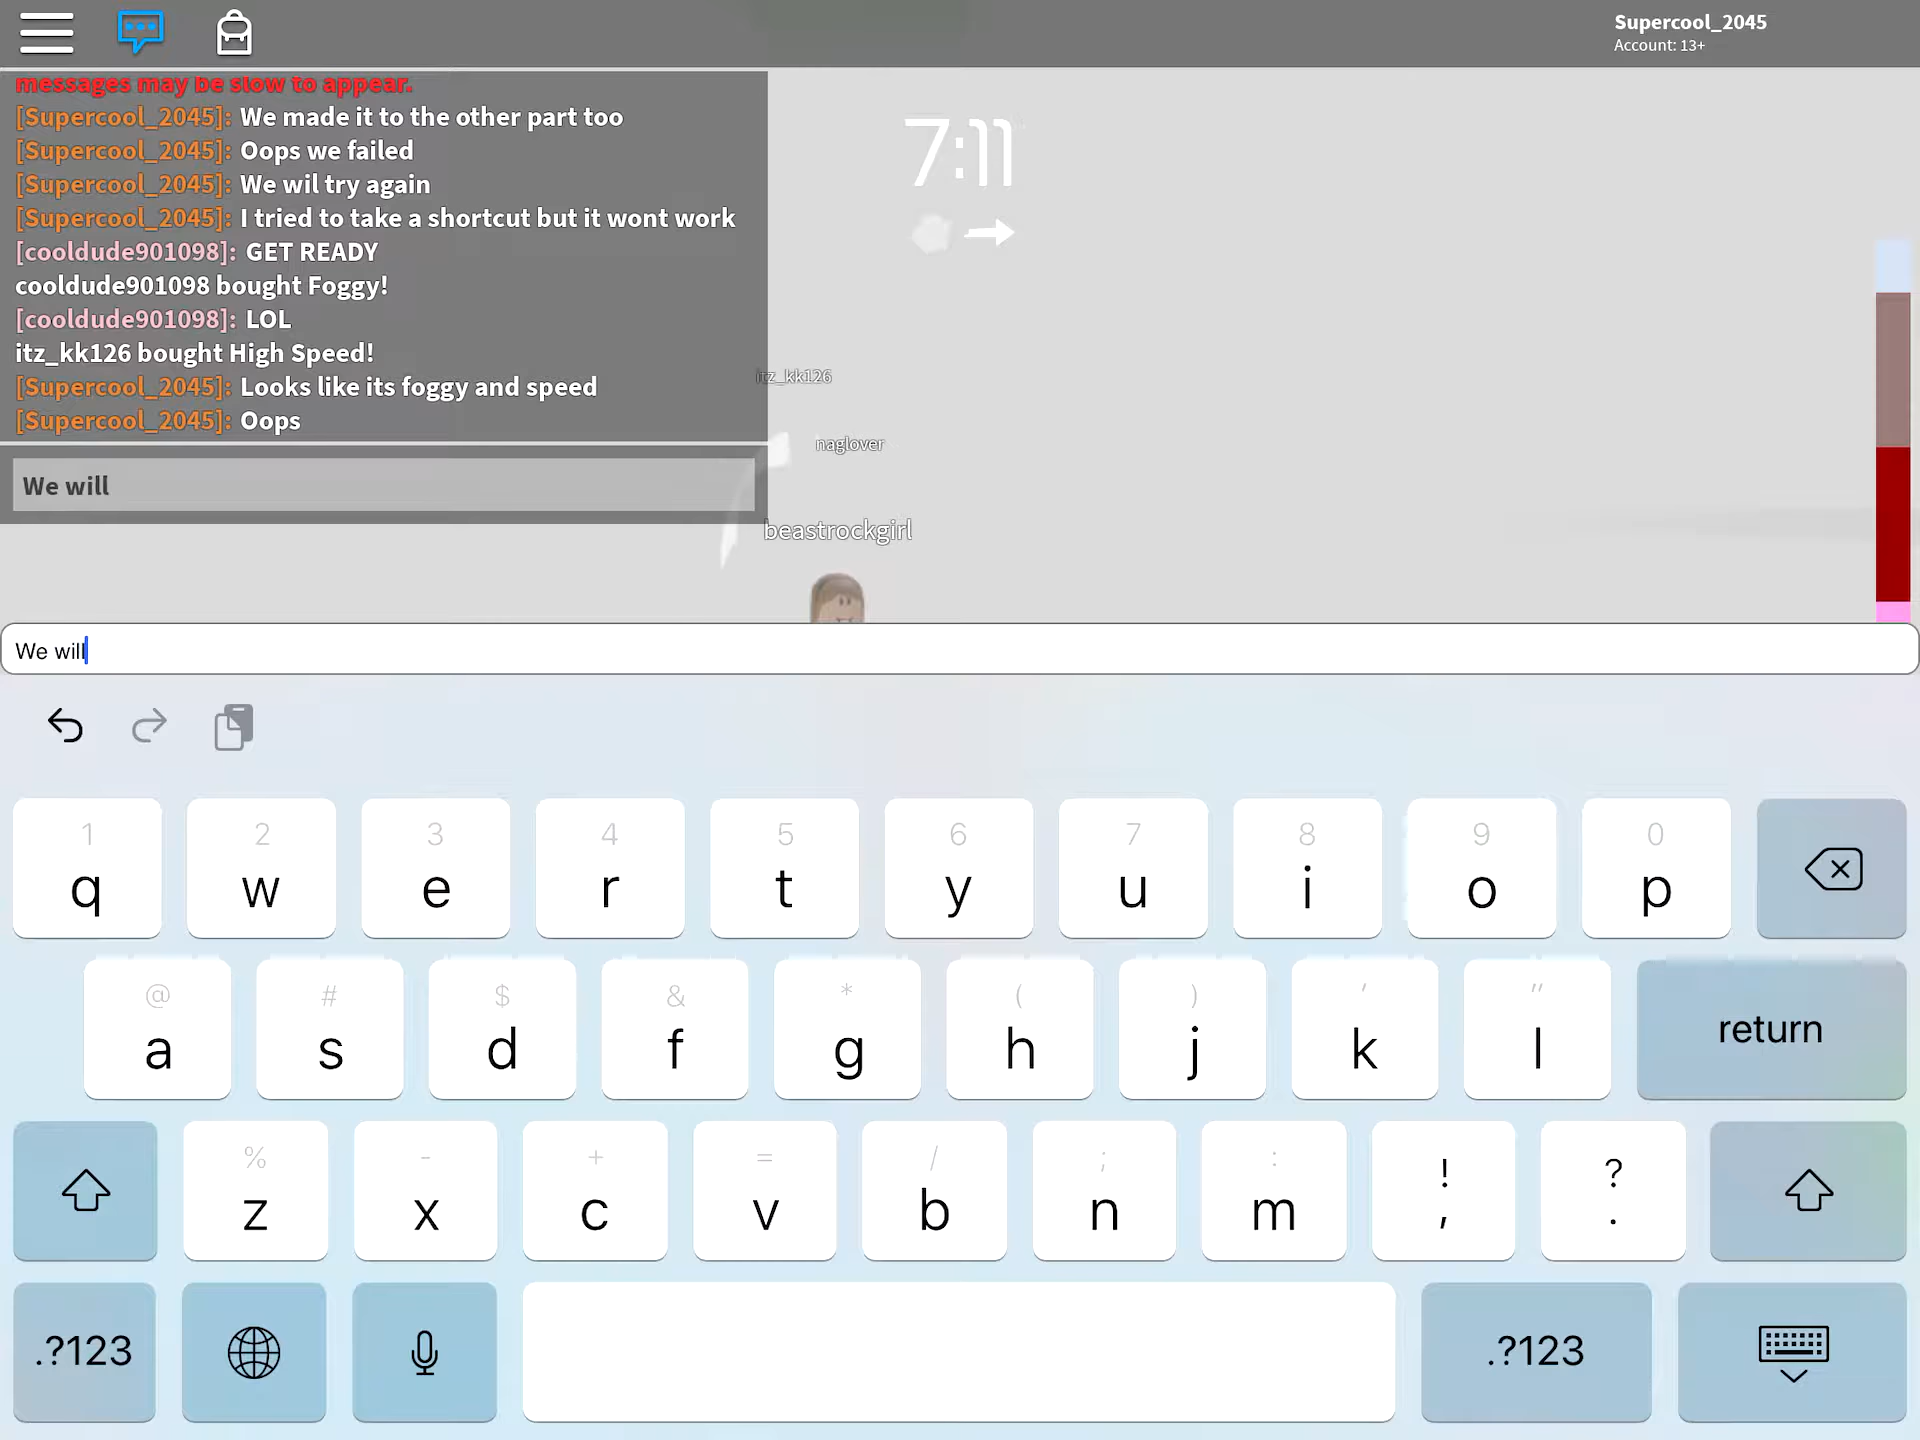 Supercool_2045
Account: 13+
messages may be slow to appear.
[Supercool_2045]: We made it to the other part too
[Supercool_2045]: Oops we failed
[Supercool_2045]: We wil try again
[Supercool_2045]: I tried to take a shortcut but it wont work
[cooldude901098]: GET READY
cooldude901098 bought Foggy!
[cooldude901098]: LOL
itz_kk126 bought High Speed!
[Supercool_2045]: Looks like its foggy and speed
[Supercool_2045]: Oops
We will
7:11
itz_kk126
naglover
beastrockgirl
We will
1 2 3 4 5 6 7 8 9 0
q w e r t y u i o p
@ # $ & * ( ) ' "
a s d f g h j k l return
% - + = / ; : ! ?
z x c v b n m , .
.?123 .?123